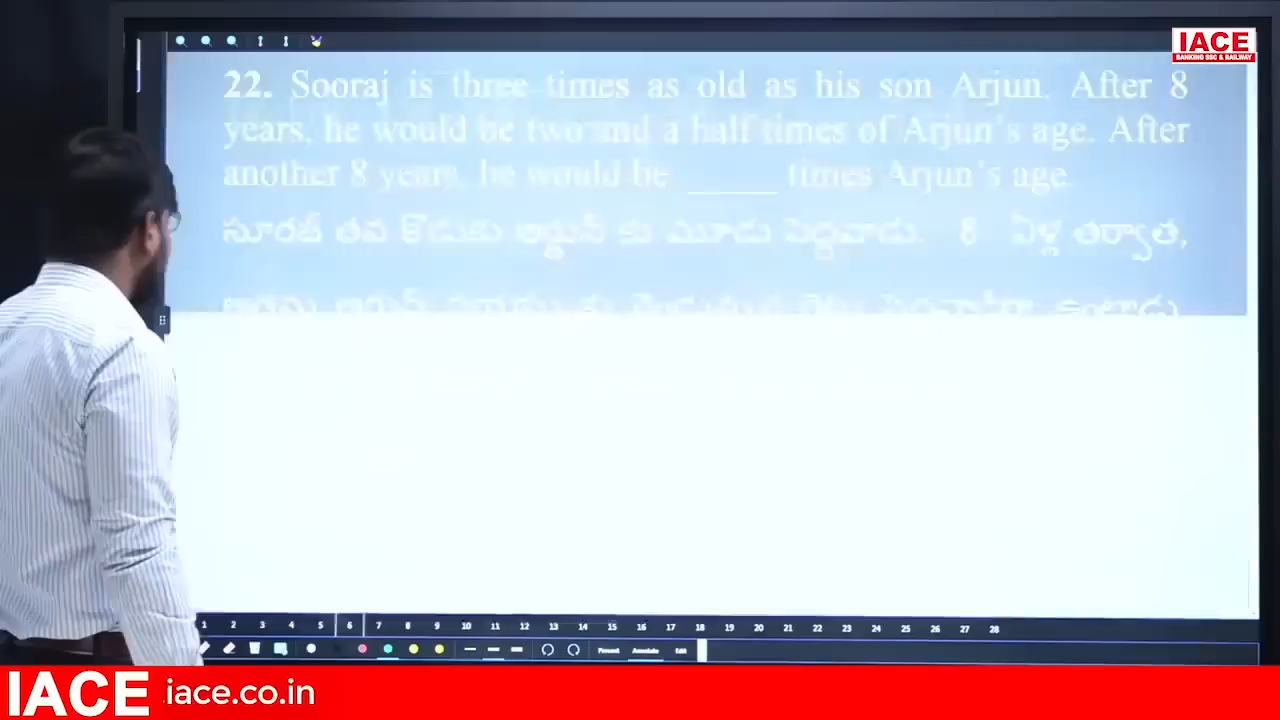 IACE
BANKING SSC & RAILWAY
22. Sooraj is three times as old as his son Arjun. After 8
years, he would be two and a half times of Arjun's age. After
another 8 years, he would be ______ times Arjun's age.
సూరజ్ తన కొడుకు అర్జున్ కు మూడు పెద్దవాడు. 8 ఏళ్ల తర్వాత,
1 2 3 4 5 6 7 8 9 10 11 12 13 14 15 16 17 18 19 20 21 22 23 24 25 26 27 28
Present Annotate Edit
IACE iace.co.in